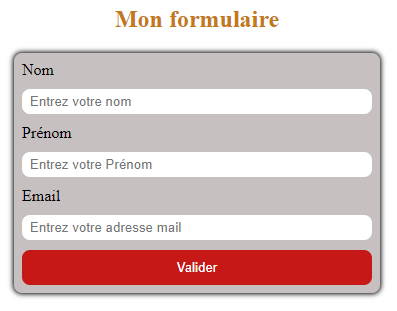 Mon formulaire
Nom
Entrez votre nom
Prénom
Entrez votre Prénom
Email
Entrez votre adresse mail
Valider